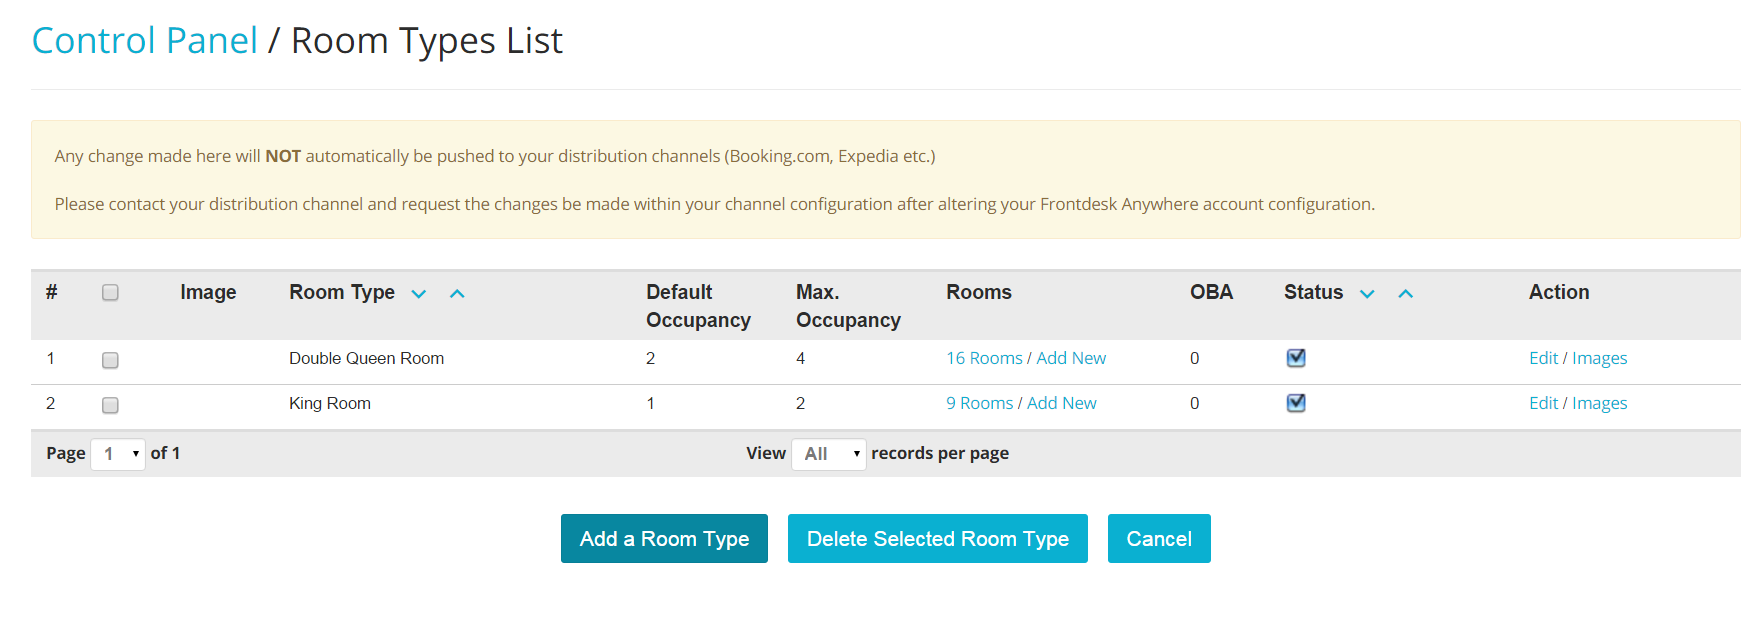 Control Panel / Room Types List
Any change made here will NOT automatically be pushed to your distribution channels (Booking.com, Expedia etc.)
Please contact your distribution channel and request the changes be made within your channel configuration after altering your Frontdesk Anywhere account configuration.
# Image Room Type Default Occupancy Max. Occupancy Rooms OBA Status Action
1 Double Queen Room 2 4 16 Rooms / Add New 0 Edit / Images
2 King Room 1 2 9 Rooms / Add New 0 Edit / Images
Page 1 of 1 View All records per page
Add a Room Type Delete Selected Room Type Cancel